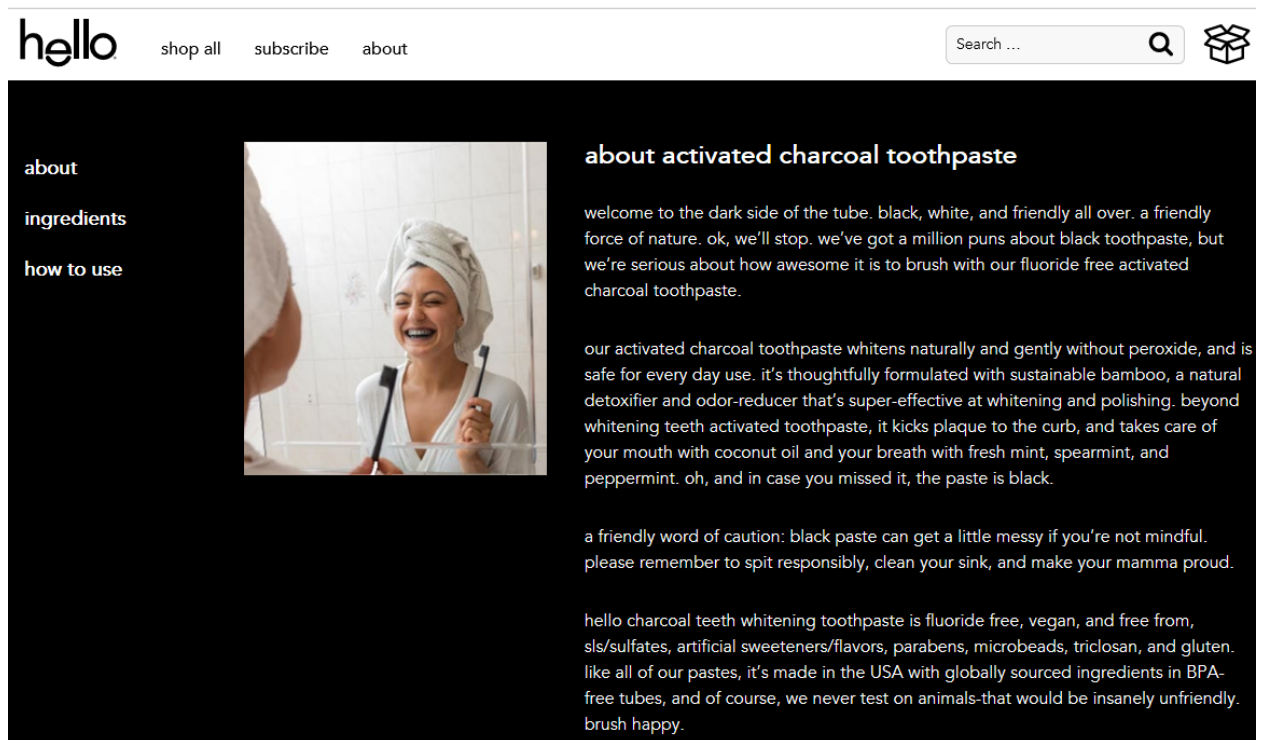 hello
shop all subscribe about
Search ...
about
ingredients
how to use
about activated charcoal toothpaste
welcome to the dark side of the tube. black, white, and friendly all over. a friendly
force of nature. ok, we'll stop. we've got a million puns about black toothpaste, but
we're serious about how awesome it is to brush with our fluoride free activated
charcoal toothpaste.
our activated charcoal toothpaste whitens naturally and gently without peroxide, and is
safe for every day use. it's thoughtfully formulated with sustainable bamboo, a natural
detoxifier and odor-reducer that's super-effective at whitening and polishing. beyond
whitening teeth activated toothpaste, it kicks plaque to the curb, and takes care of
your mouth with coconut oil and your breath with fresh mint, spearmint, and
peppermint. oh, and in case you missed it, the paste is black.
a friendly word of caution: black paste can get a little messy if you're not mindful.
please remember to spit responsibly, clean your sink, and make your mamma proud.
hello charcoal teeth whitening toothpaste is fluoride free, vegan, and free from,
sls/sulfates, artificial sweeteners/flavors, parabens, microbeads, triclosan, and gluten.
like all of our pastes, it's made in the USA with globally sourced ingredients in BPA-
free tubes, and of course, we never test on animals-that would be insanely unfriendly.
brush happy.